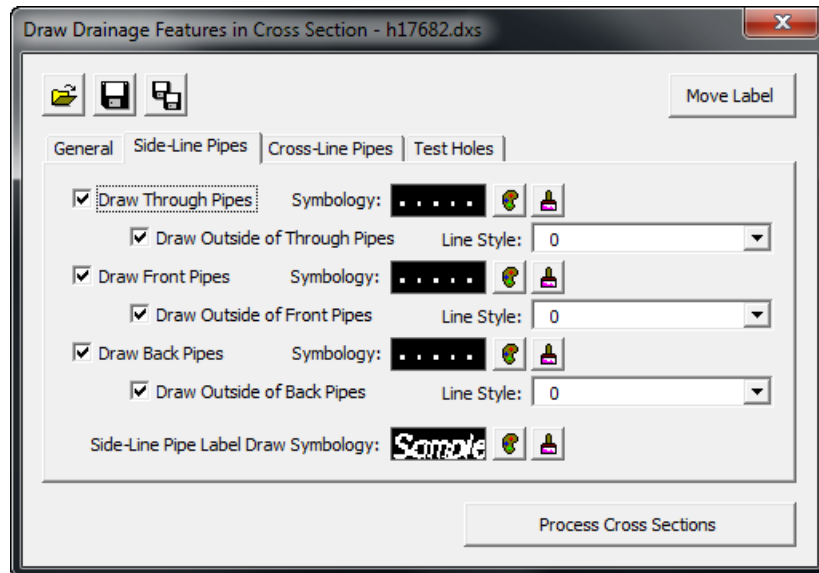 Draw Drainage Features in Cross Section - h17682.dxs
Move Label
General Side-Line Pipes Cross-Line Pipes Test Holes
Draw Through Pipes Symbology:
Draw Outside of Through Pipes Line Style: 0
Draw Front Pipes Symbology:
Draw Outside of Front Pipes Line Style: 0
Draw Back Pipes Symbology:
Draw Outside of Back Pipes Line Style: 0
Side-Line Pipe Label Draw Symbology: Sample
Process Cross Sections